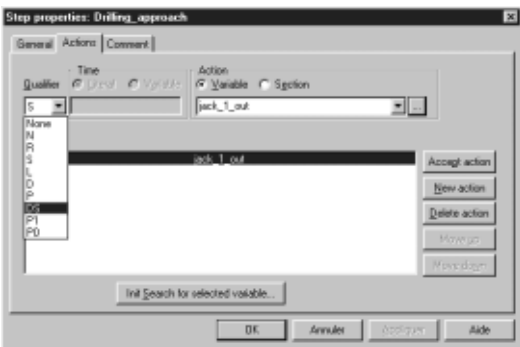 Step properties: Drilling_approach
General Actions Comment
Time Action
Qualifier Literal Variable Variable Section
S jack_1_out ...
None
N
R
S jack_1_out Accept action
L
D New action
P
DS Delete action
P1
P0 Move up
Move down
Init Search for selected variable...
OK Annuler Appliquer Aide